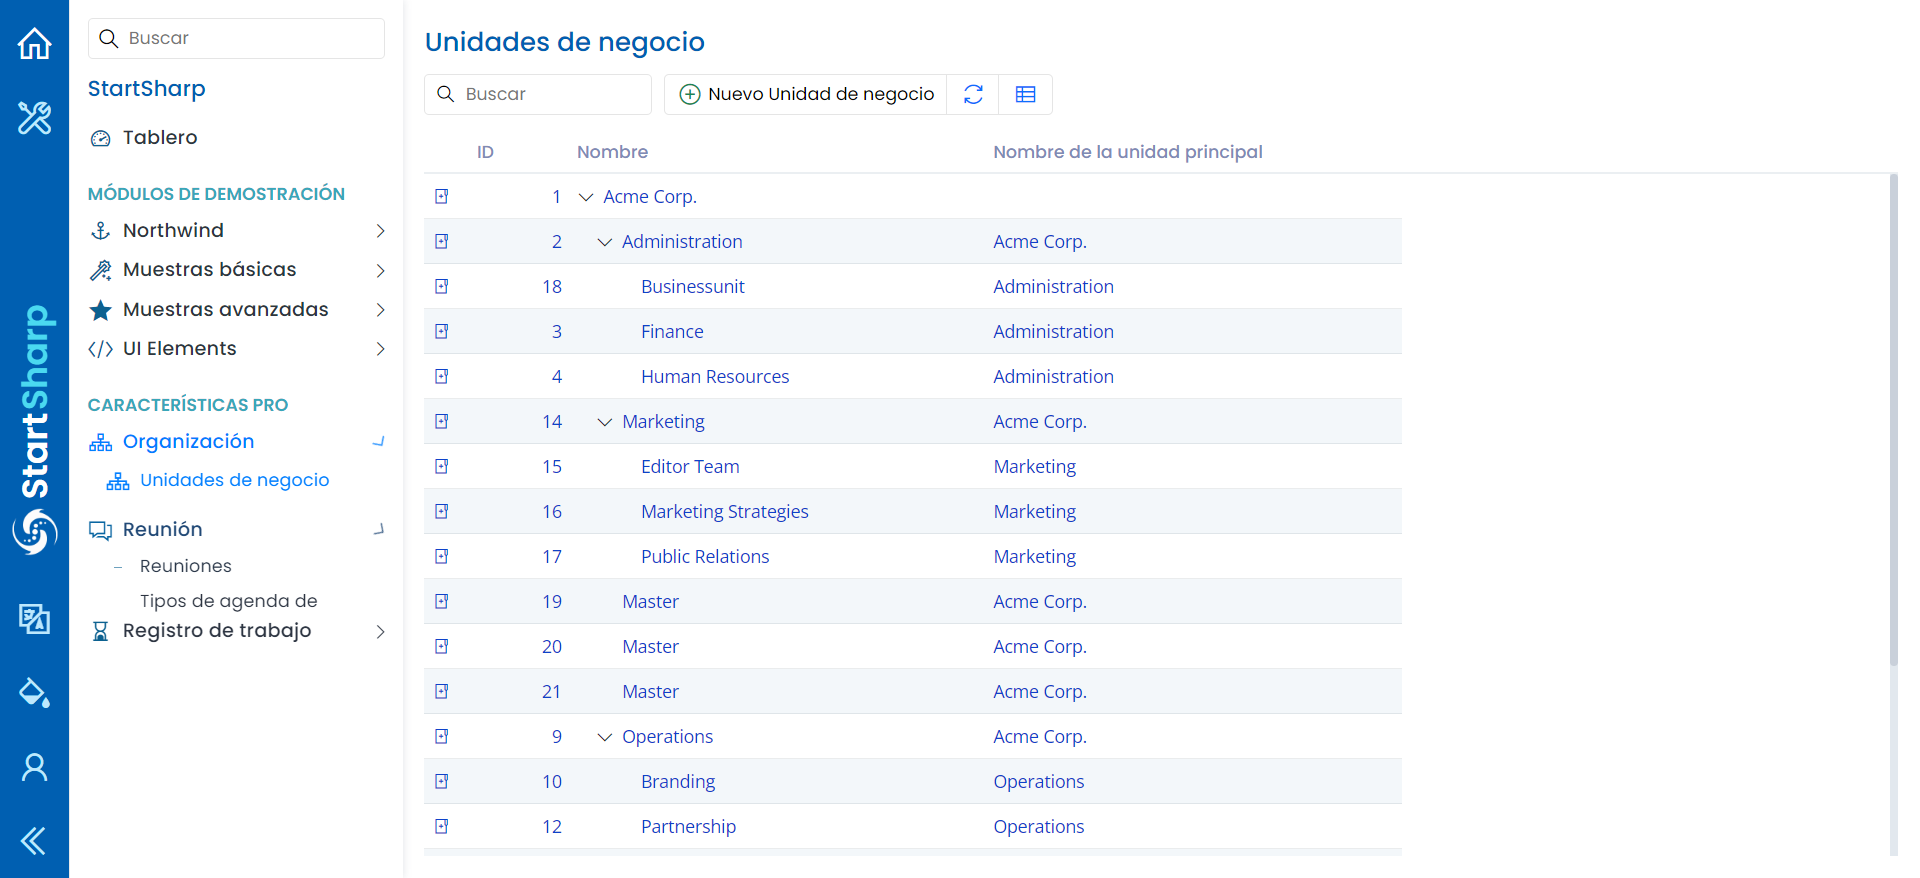 Buscar
StartSharp
Tablero
MÓDULOS DE DEMOSTRACIÓN
Northwind
Muestras básicas
Muestras avanzadas
UI Elements
CARACTERÍSTICAS PRO
Organización
Unidades de negocio
Reunión
Reuniones
Tipos de agenda de
Registro de trabajo
StartSharp
Unidades de negocio
Buscar
Nuevo Unidad de negocio
ID Nombre Nombre de la unidad principal
1 Acme Corp.
2 Administration Acme Corp.
18 Businessunit Administration
3 Finance Administration
4 Human Resources Administration
14 Marketing Acme Corp.
15 Editor Team Marketing
16 Marketing Strategies Marketing
17 Public Relations Marketing
19 Master Acme Corp.
20 Master Acme Corp.
21 Master Acme Corp.
9 Operations Acme Corp.
10 Branding Operations
12 Partnership Operations